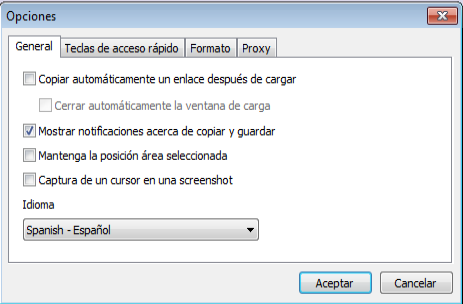 Opciones
General Teclas de acceso rápido Formato Proxy
Copiar automáticamente un enlace después de cargar
Cerrar automáticamente la ventana de carga
Mostrar notificaciones acerca de copiar y guardar
Mantenga la posición área seleccionada
Captura de un cursor en una screenshot
Idioma
Spanish - Español
Aceptar Cancelar